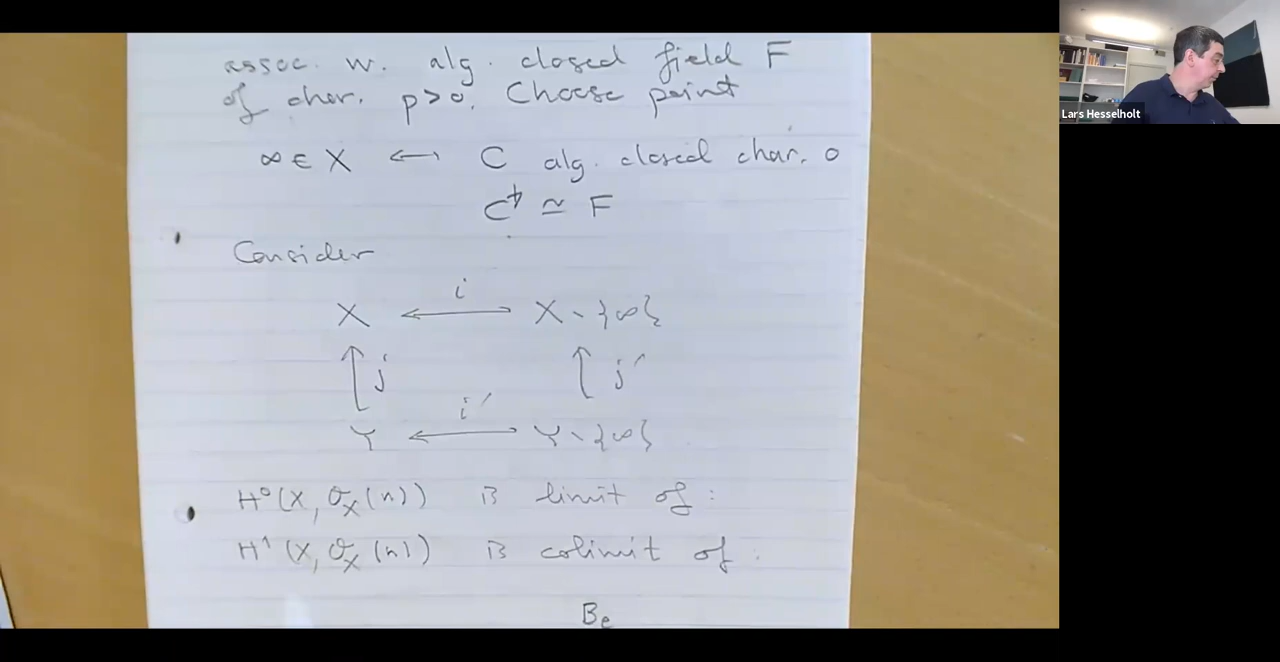 assoc. w. alg. closed field F
of char. p>0. Choose point
∞ ∈ X ⟷ C alg. closed char. 0
C♭ ≃ F
Consider
X ⟵ i X ∖ {∞}
↑ j ↑ j′
Y ⟵ i′ Y ∖ {∞}
H⁰(X, 𝒪_X(n)) is limit of :
H¹(X, 𝒪_X(n)) is colimit of :
B_e
Lars Hesselholt